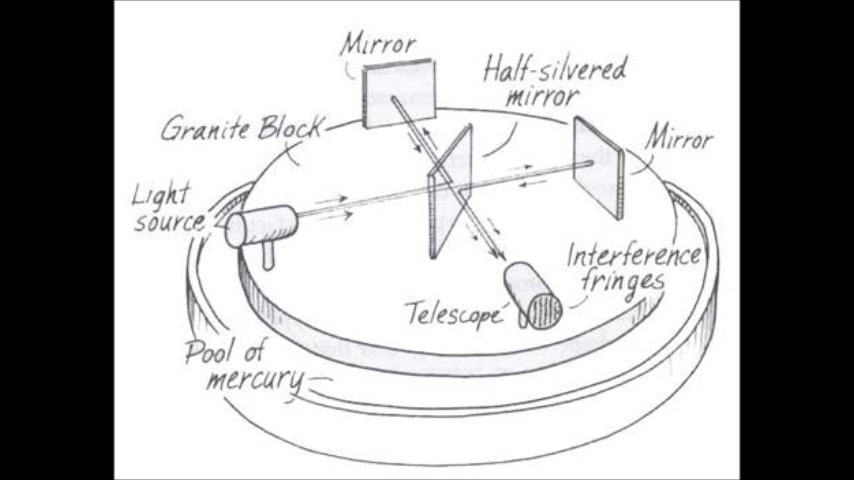 Mirror
Half-silvered
mirror
Granite Block
Mirror
Light
source
Interference
fringes
Telescope
Pool of
mercury